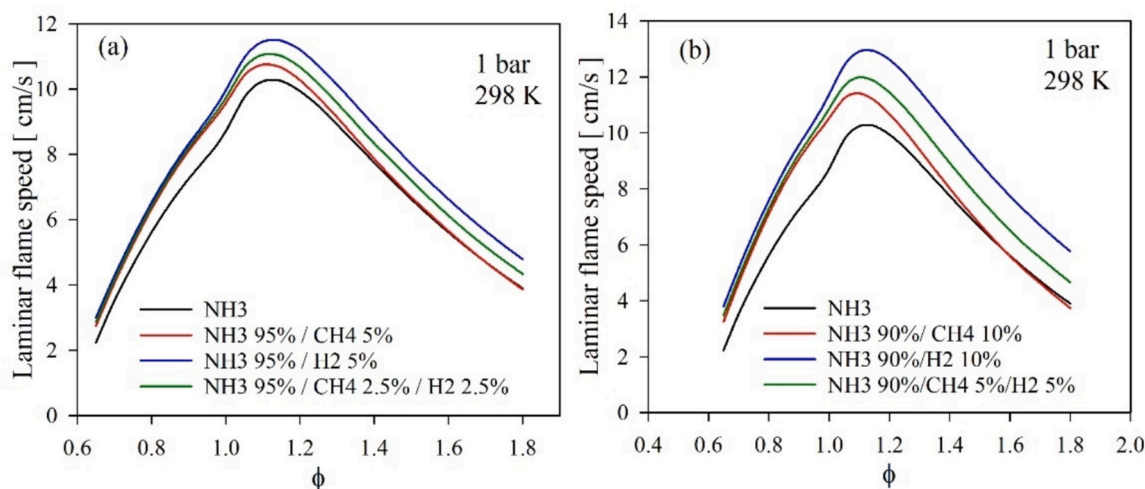 (a)
1 bar
298 K
Laminar flame speed [ cm/s ]
12
10
8
6
4
2
0
NH3
NH3 95% / CH4 5%
NH3 95% / H2 5%
NH3 95% / CH4 2.5% / H2 2.5%
0.6 0.8 1.0 1.2 1.4 1.6 1.8
ϕ
(b)
1 bar
298 K
Laminar flame speed [ cm/s ]
14
12
10
8
6
4
2
0
NH3
NH3 90%/ CH4 10%
NH3 90%/H2 10%
NH3 90%/CH4 5%/H2 5%
0.4 0.6 0.8 1.0 1.2 1.4 1.6 1.8 2.0
ϕ